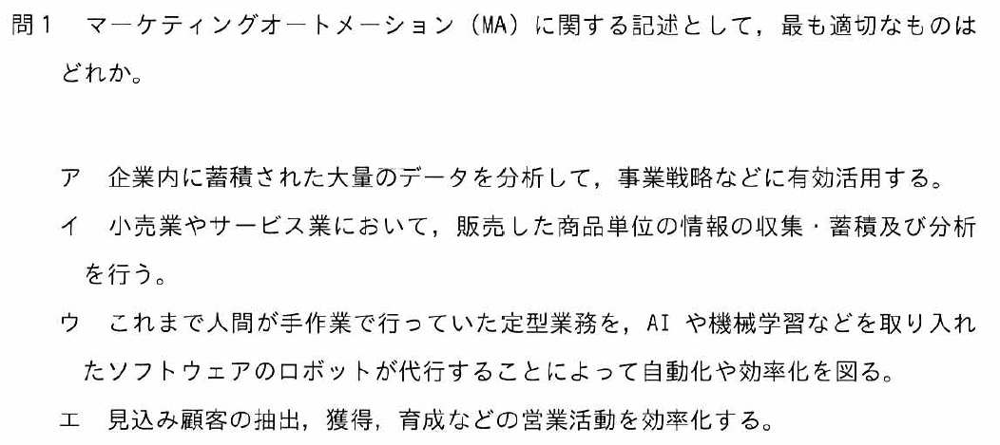 問1 マーケティングオートメーション（MA）に関する記述として，最も適切なものは
どれか。
ア 企業内に蓄積された大量のデータを分析して，事業戦略などに有効活用する。
イ 小売業やサービス業において，販売した商品単位の情報の収集・蓄積及び分析
を行う。
ウ これまで人間が手作業で行っていた定型業務を，AI や機械学習などを取り入れ
たソフトウェアのロボットが代行することによって自動化や効率化を図る。
エ 見込み顧客の抽出，獲得，育成などの営業活動を効率化する。